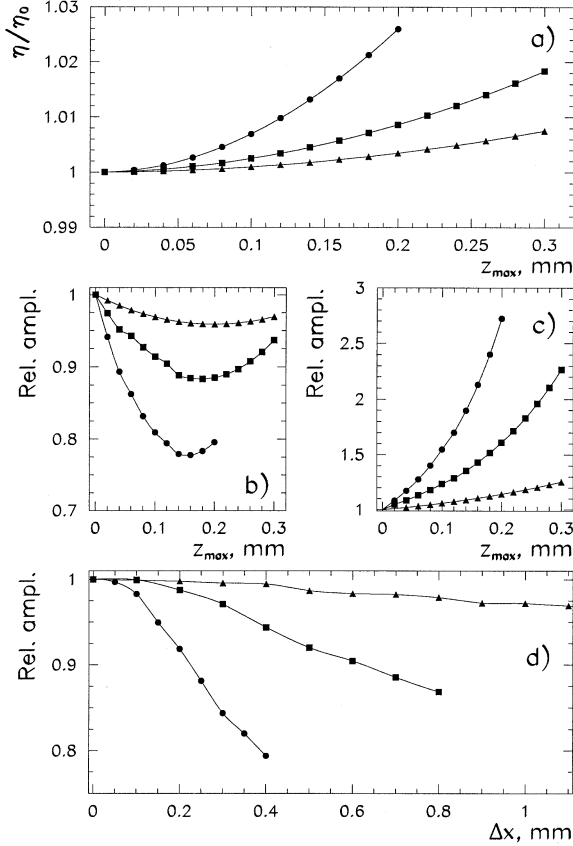 η/η₀
1.03
1.02
1.01
1
0.99
a)
0 0.05 0.1 0.15 0.2 0.25 0.3
z_max, mm
Rel. ampl.
1
0.9
0.8
0.7
b)
0 0.1 0.2 0.3
z_max, mm
Rel. ampl.
3
2.5
2
1.5
1
c)
0 0.1 0.2 0.3
z_max, mm
Rel. ampl.
1
0.9
0.8
d)
0 0.2 0.4 0.6 0.8 1
Δx, mm